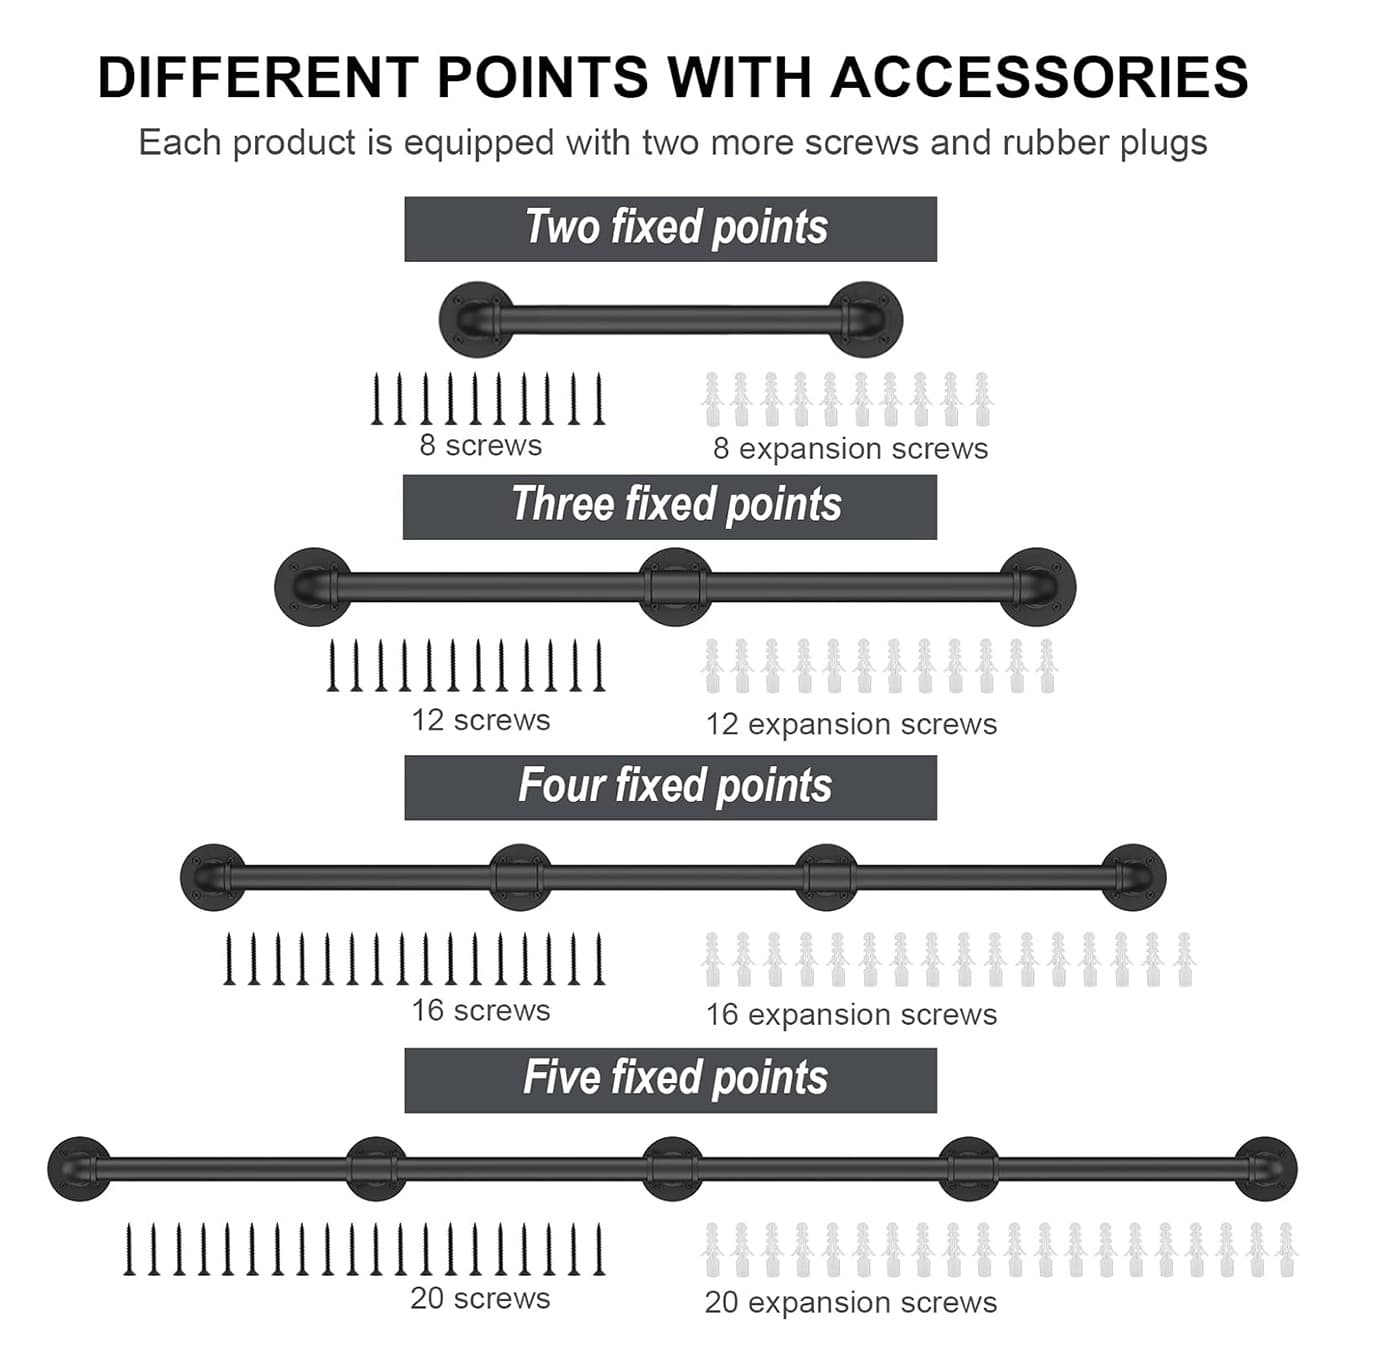 DIFFERENT POINTS WITH ACCESSORIES
Each product is equipped with two more screws and rubber plugs
Two fixed points
8 screws
8 expansion screws
Three fixed points
12 screws
12 expansion screws
Four fixed points
16 screws
16 expansion screws
Five fixed points
20 screws
20 expansion screws